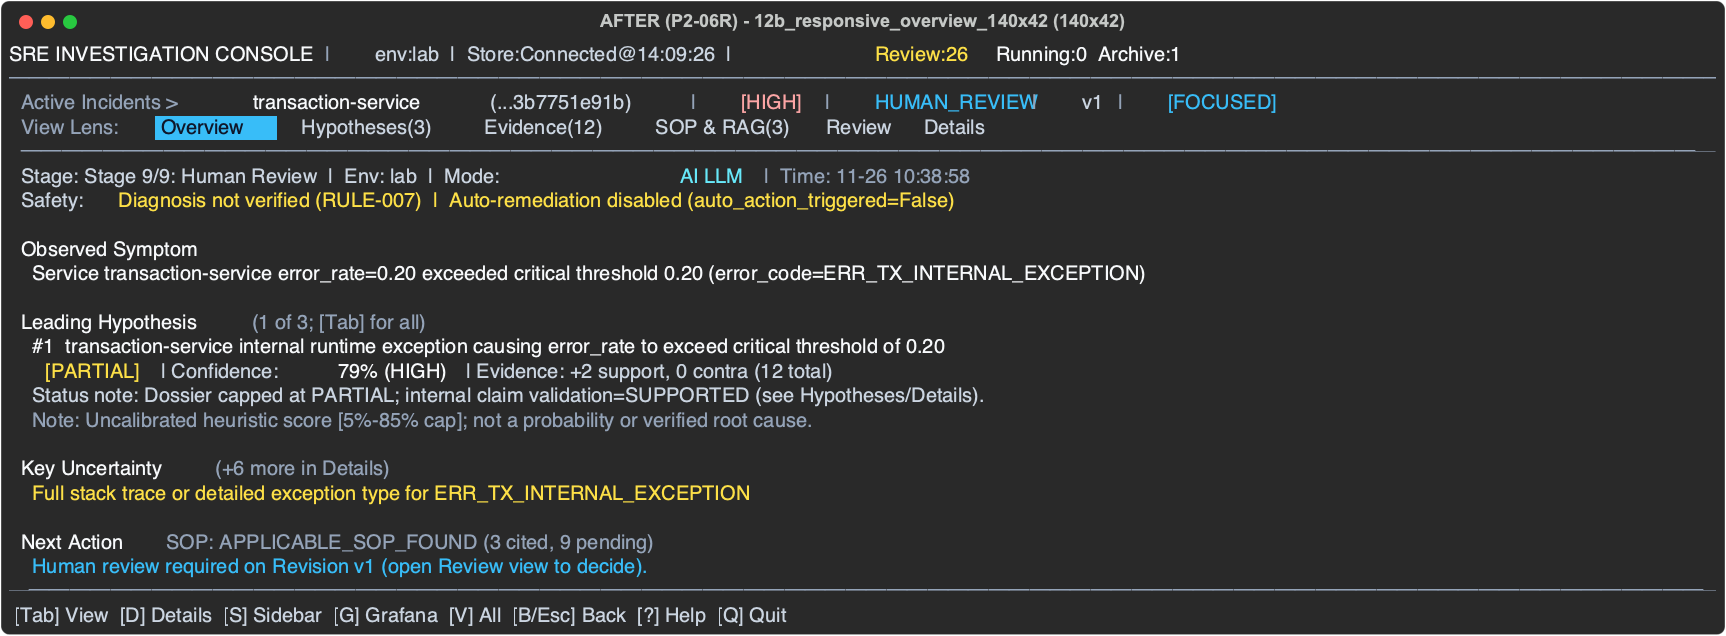 AFTER (P2-06R) - 12b_responsive_overview_140x42 (140x42)
SRE INVESTIGATION CONSOLE | env:lab | Store:Connected@14:09:26 | Review:26 Running:0 Archive:1
Active Incidents > transaction-service (...3b7751e91b) | [HIGH] | HUMAN_REVIEW | v1 | [FOCUSED]
View Lens: Overview Hypotheses(3) Evidence(12) SOP & RAG(3) Review Details
Stage: Stage 9/9: Human Review | Env: lab | Mode: AI LLM | Time: 11-26 10:38:58
Safety: Diagnosis not verified (RULE-007) | Auto-remediation disabled (auto_action_triggered=False)
Observed Symptom
Service transaction-service error_rate=0.20 exceeded critical threshold 0.20 (error_code=ERR_TX_INTERNAL_EXCEPTION)
Leading Hypothesis (1 of 3; [Tab] for all)
#1 transaction-service internal runtime exception causing error_rate to exceed critical threshold of 0.20
[PARTIAL] | Confidence: 79% (HIGH) | Evidence: +2 support, 0 contra (12 total)
Status note: Dossier capped at PARTIAL; internal claim validation=SUPPORTED (see Hypotheses/Details).
Note: Uncalibrated heuristic score [5%-85% cap]; not a probability or verified root cause.
Key Uncertainty (+6 more in Details)
Full stack trace or detailed exception type for ERR_TX_INTERNAL_EXCEPTION
Next Action SOP: APPLICABLE_SOP_FOUND (3 cited, 9 pending)
Human review required on Revision v1 (open Review view to decide).
[Tab] View [D] Details [S] Sidebar [G] Grafana [V] All [B/Esc] Back [?] Help [Q] Quit